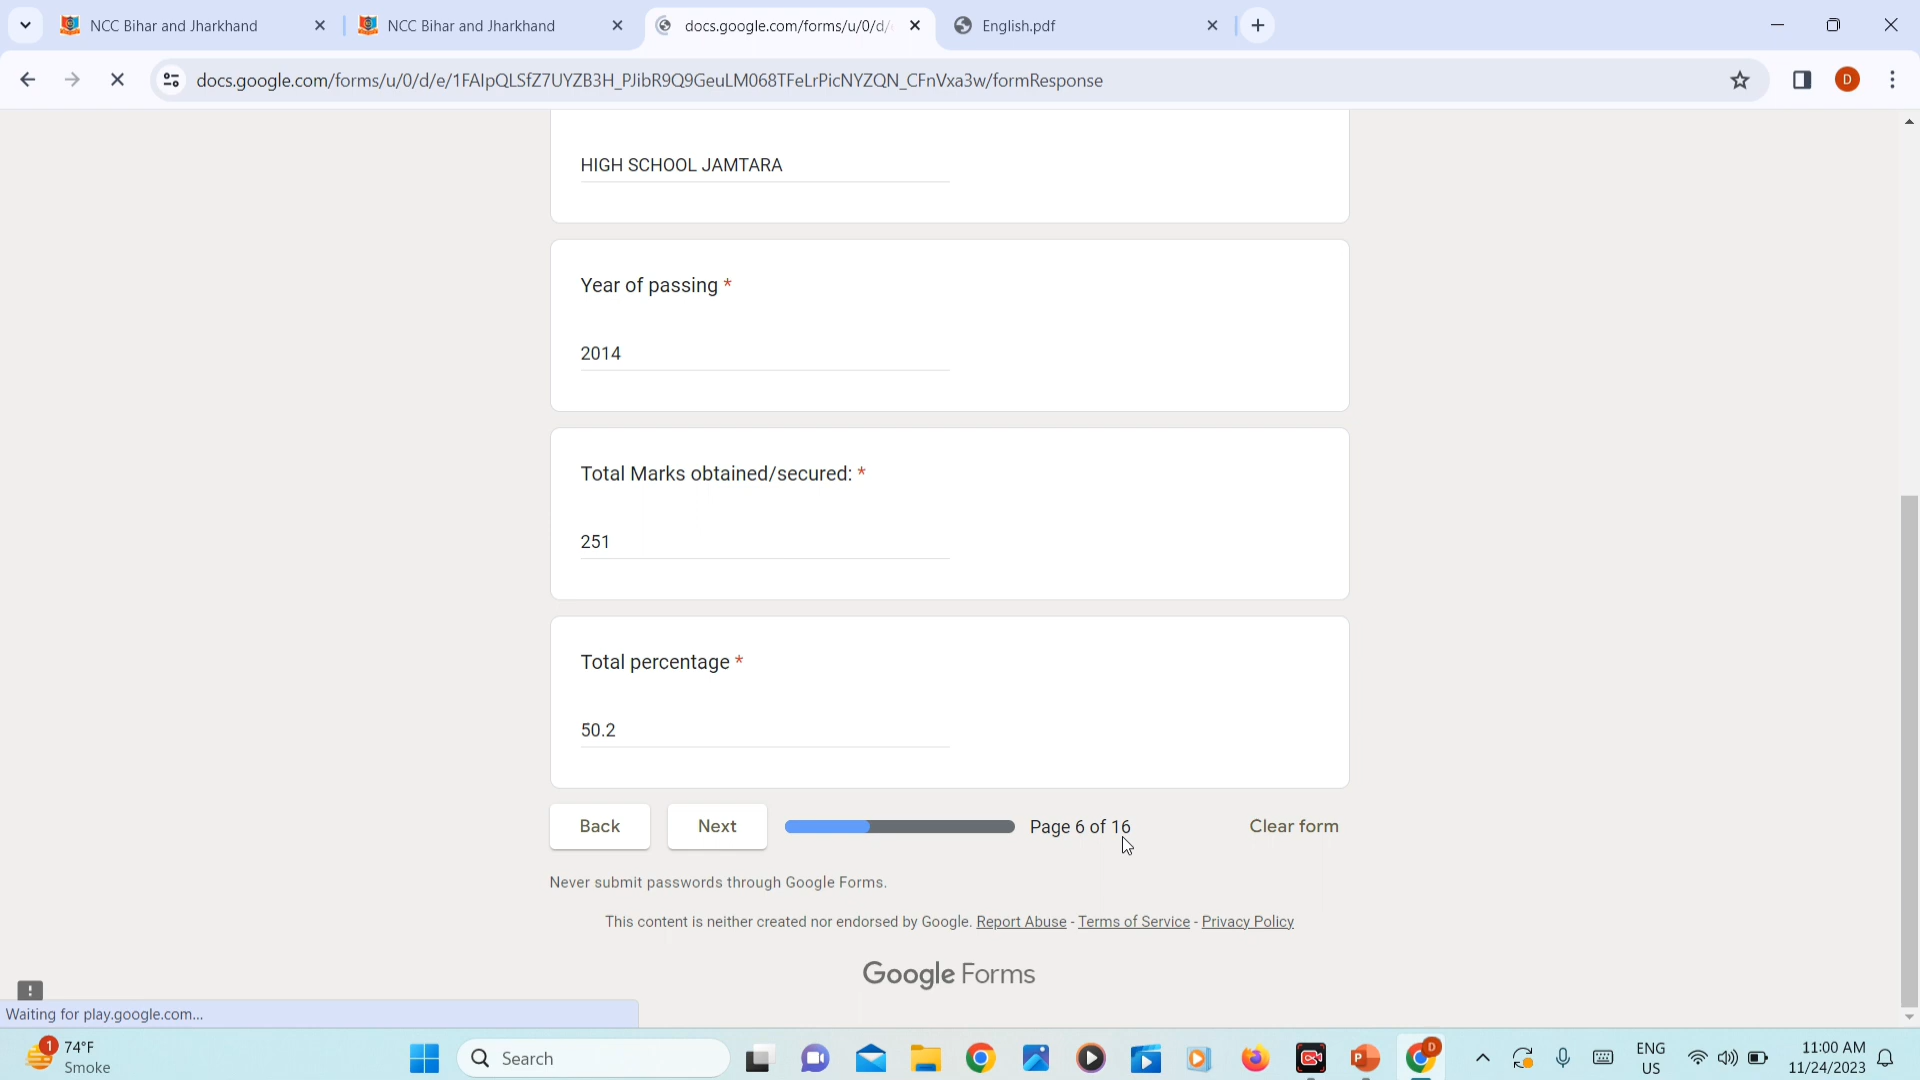 NCC Bihar and Jharkhand
NCC Bihar and Jharkhand
docs.google.com/forms/u/0/d/
English.pdf
docs.google.com/forms/u/0/d/e/1FAIpQLSfZ7UYZB3H_PJibR9Q9GeuLM068TFeLrPicNYZQN_CFnVxa3w/formResponse
D
HIGH SCHOOL JAMTARA
Year of passing *
2014
Total Marks obtained/secured: *
251
Total percentage *
50.2
Back
Next
Page 6 of 16
Clear form
Never submit passwords through Google Forms.
This content is neither created nor endorsed by Google. Report Abuse - Terms of Service - Privacy Policy
Google Forms
Waiting for play.google.com...
1
74°F
Smoke
Search
D
ENG
US
11:00 AM
11/24/2023